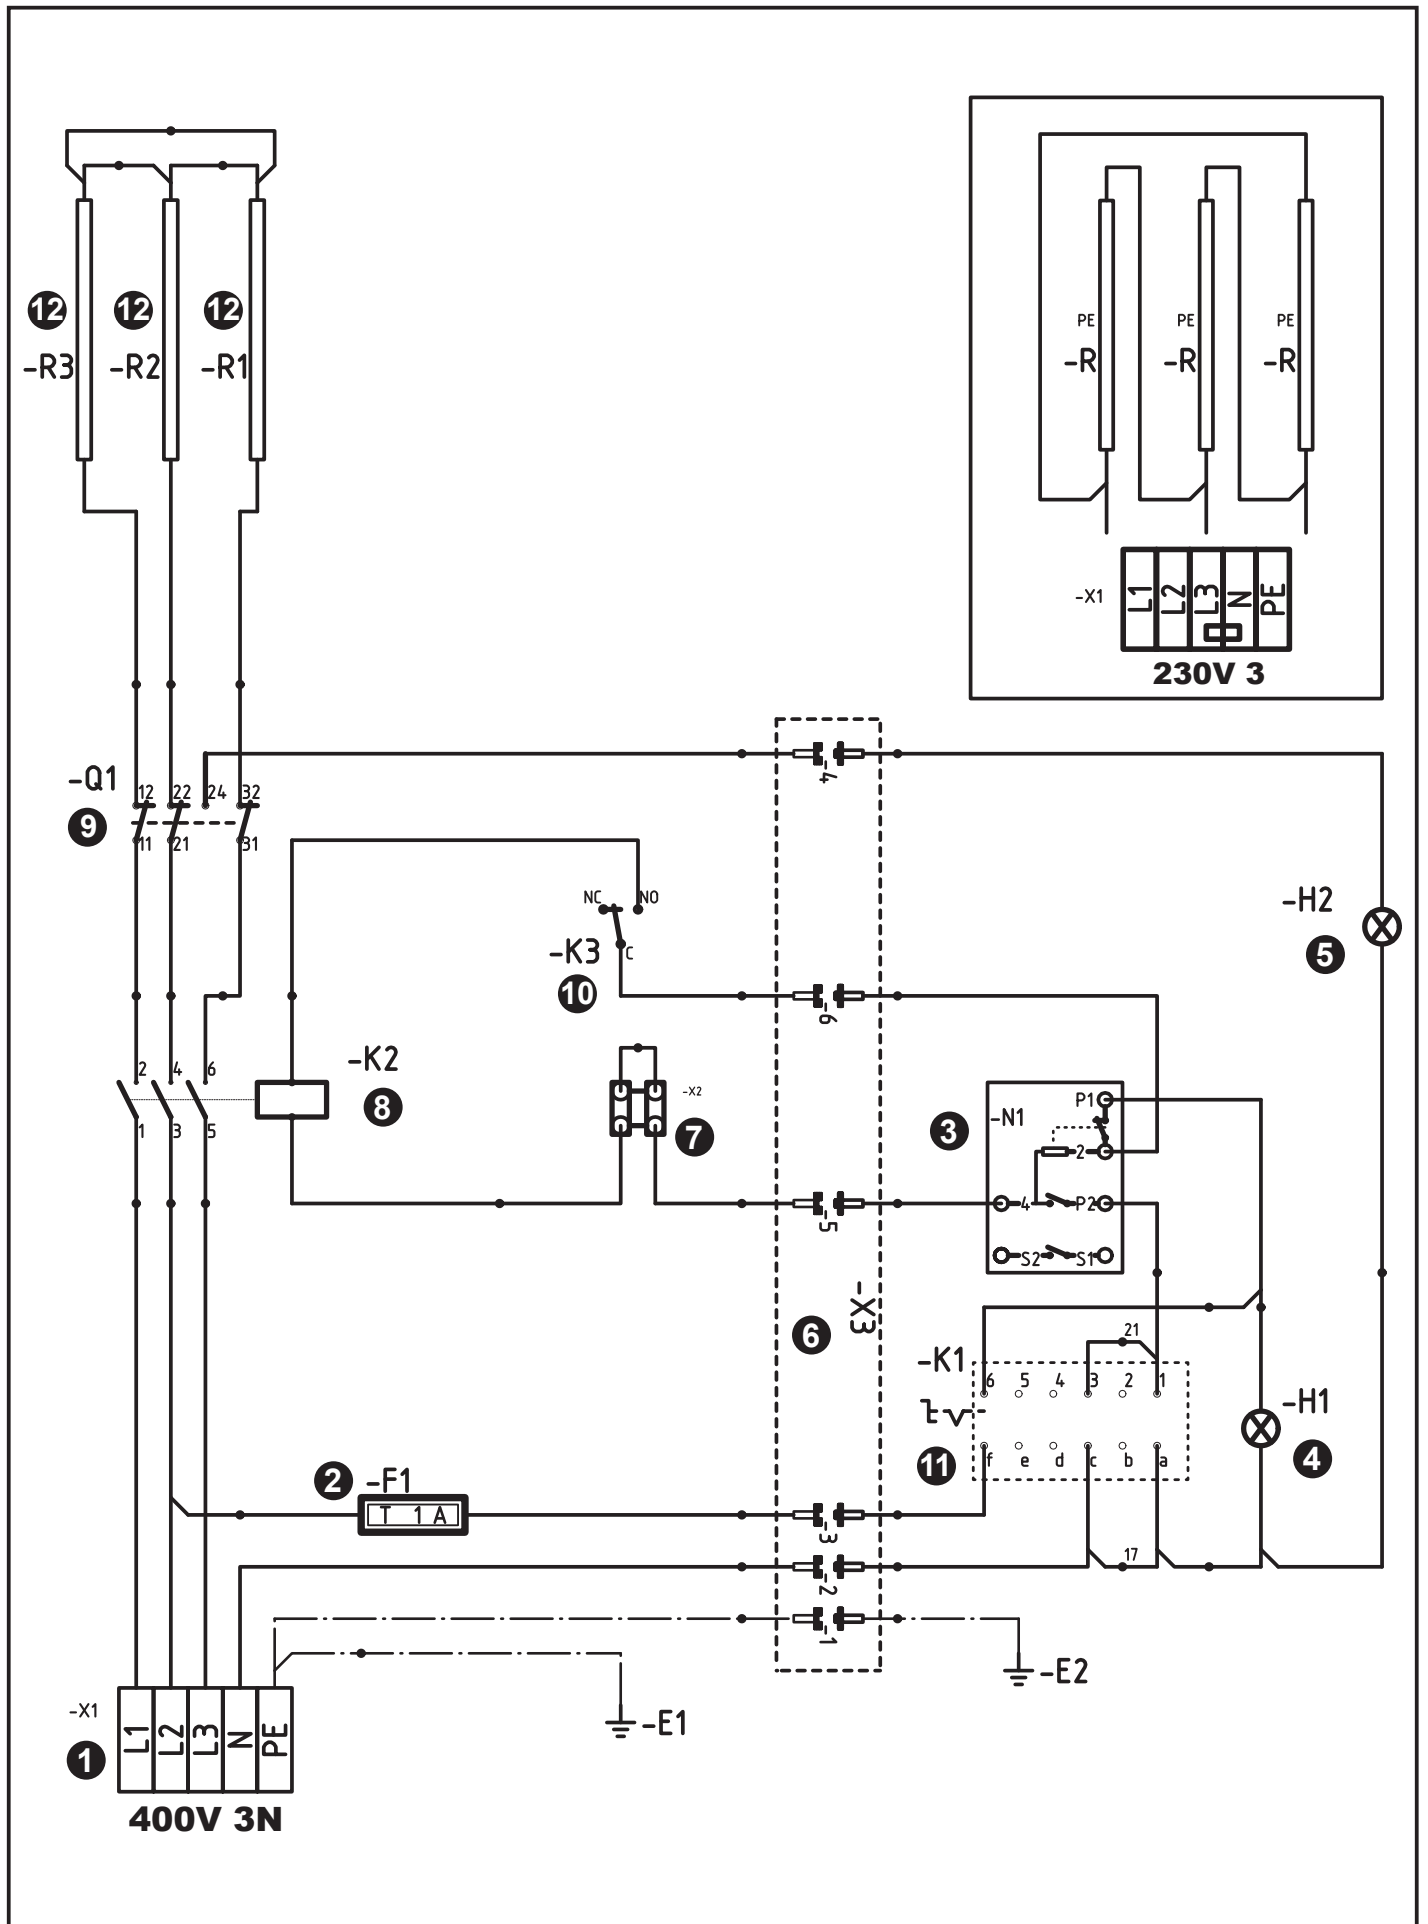 12 12 12
-R3 -R2 -R1
PE PE PE
-R -R -R
-X1
L1 L2 L3 N PE
230V 3
-Q1
9
12 22 24 32
11 21 31
-4
NC NO
C
-K3
10
-6
-H2
5
2 4 6
1 3 5
-K2
8
-X2
7
3
-N1
P1
2
4 P2
S2 S1
-5
-X3
6
21
-K1
6 5 4 3 2 1
f e d c b a
11
-H1
4
2
-F1
T 1 A
-3
17
-2
-1
-E2
-E1
-X1
1
L1 L2 L3 N PE
400V 3N